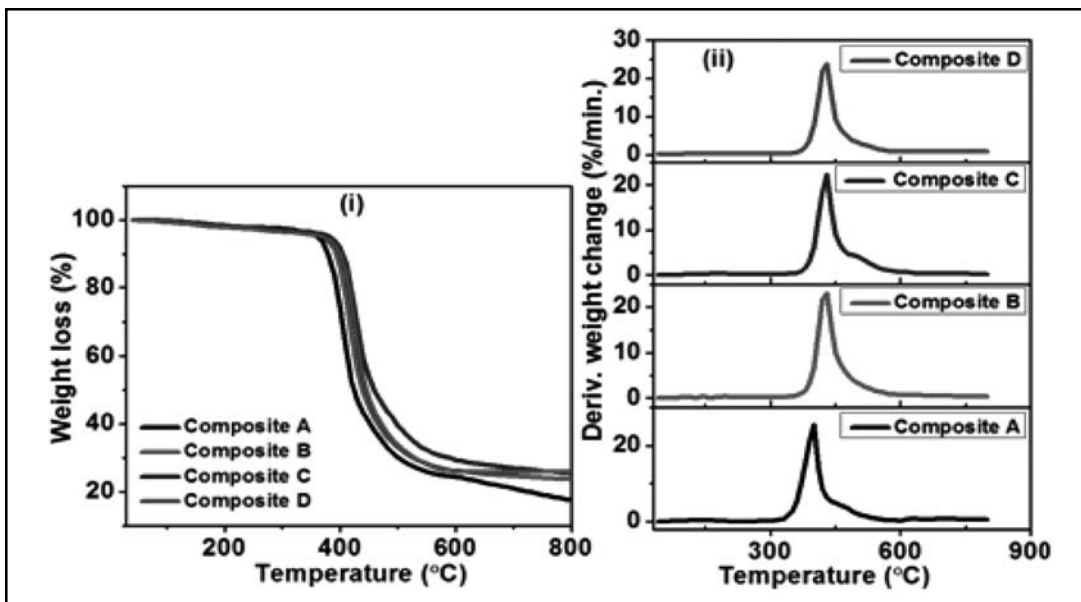 (i)
Weight loss (%)
100
80
60
40
20
Composite A
Composite B
Composite C
Composite D
200
400
600
800
Temperature (°C)
(ii)
Deriv. weight change (%/min.)
30
20
10
0
Composite D
20
10
0
Composite C
20
10
0
Composite B
20
0
Composite A
300
600
900
Temperature (°C)